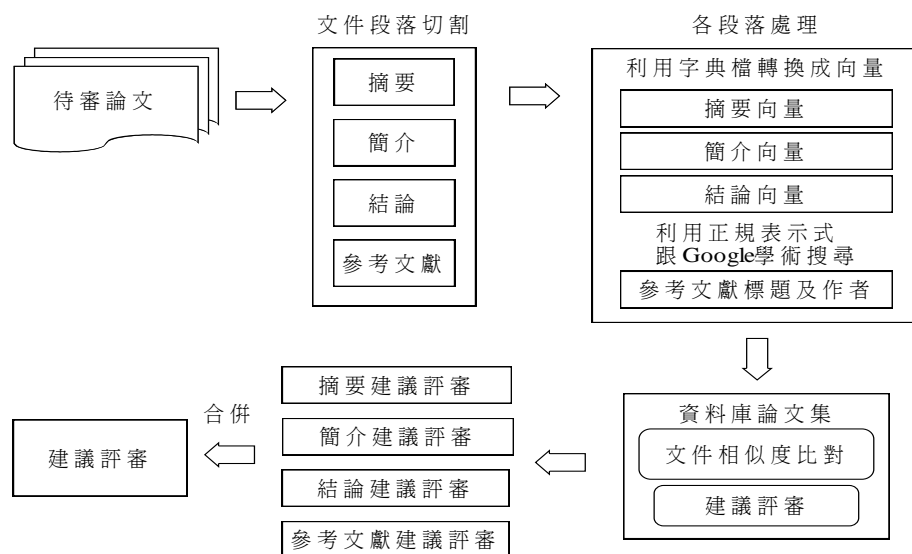 文件段落切割
各段落處理
待審論文
摘要
簡介
結論
參考文獻
利用字典檔轉換成向量
摘要向量
簡介向量
結論向量
利用正規表示式
跟Google學術搜尋
參考文獻標題及作者
資料庫論文集
文件相似度比對
建議評審
摘要建議評審
簡介建議評審
結論建議評審
參考文獻建議評審
合併
建議評審